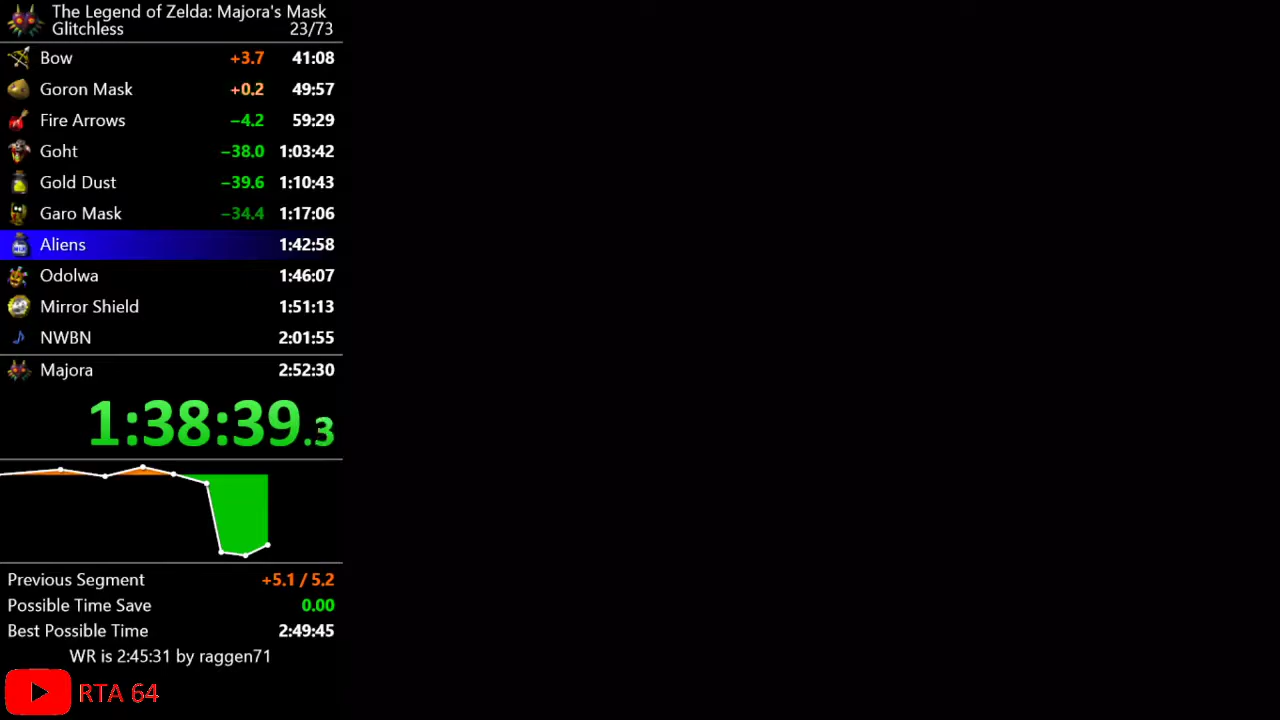 The Legend of Zelda: Majora's Mask
Glitchless 23/73
Bow +3.7 41:08
Goron Mask +0.2 49:57
Fire Arrows −4.2 59:29
Goht −38.0 1:03:42
Gold Dust −39.6 1:10:43
Garo Mask −34.4 1:17:06
Aliens 1:42:58
Odolwa 1:46:07
Mirror Shield 1:51:13
NWBN 2:01:55
Majora 2:52:30
1:38:39.3
Previous Segment +5.1 / 5.2
Possible Time Save 0.00
Best Possible Time 2:49:45
WR is 2:45:31 by raggen71
RTA 64